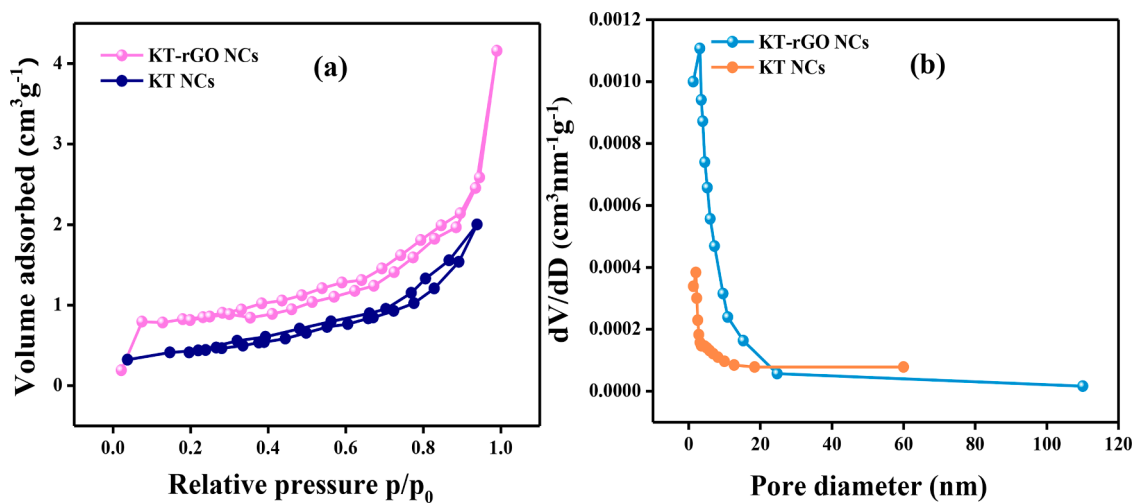 KT-rGO NCs
KT NCs
(a)
Volume adsorbed (cm³g⁻¹)
4
3
2
1
0
0.0 0.2 0.4 0.6 0.8 1.0
Relative pressure p/p₀
KT-rGO NCs
KT NCs
(b)
dV/dD (cm³nm⁻¹g⁻¹)
0.0012
0.0010
0.0008
0.0006
0.0004
0.0002
0.0000
0 20 40 60 80 100 120
Pore diameter (nm)